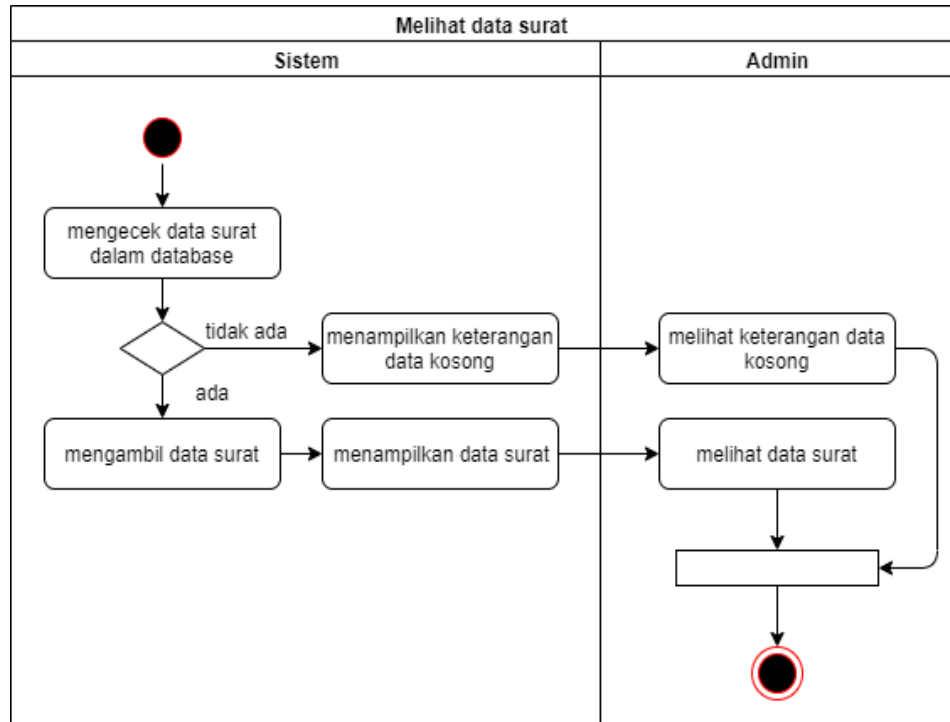 Melihat data surat
Sistem
Admin
mengecek data surat
dalam database
tidak ada
menampilkan keterangan
data kosong
melihat keterangan data
kosong
ada
mengambil data surat
menampilkan data surat
melihat data surat